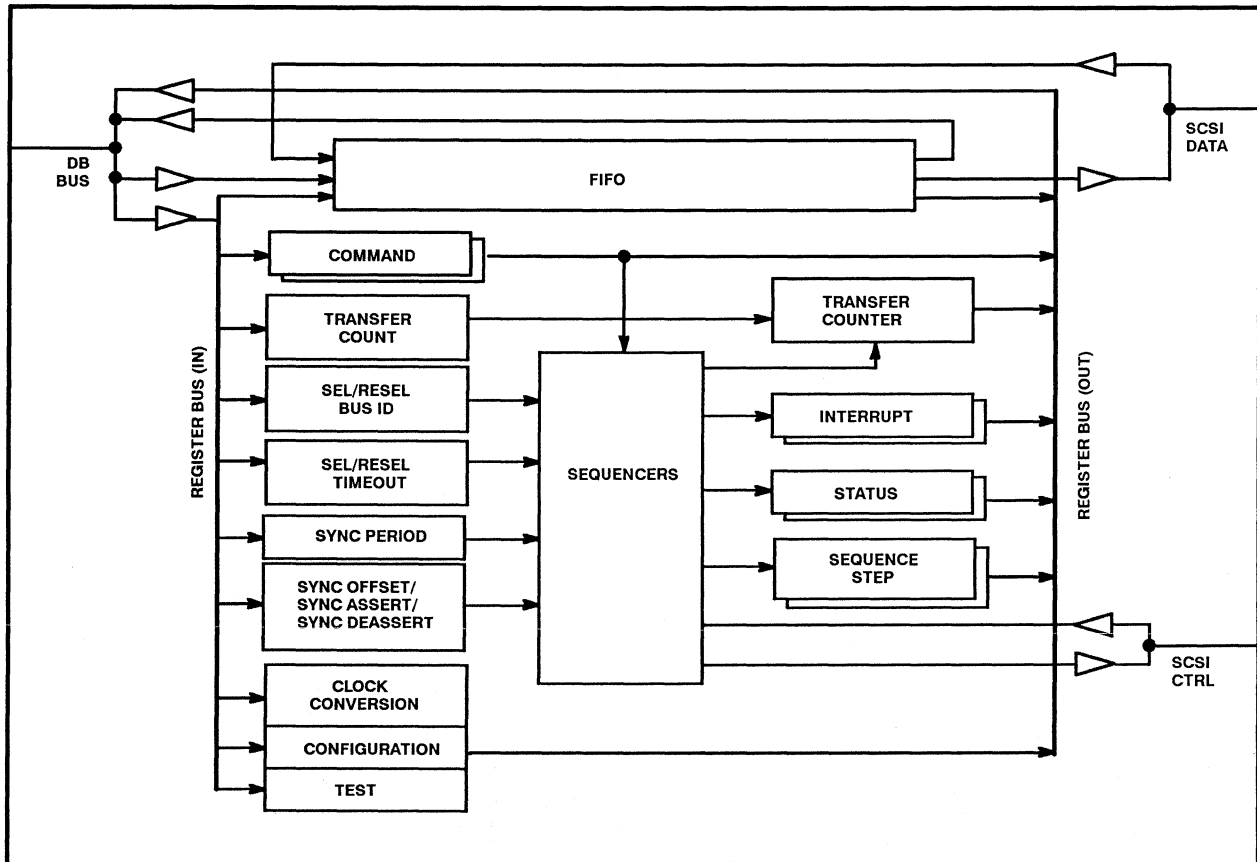 DB
BUS
SCSI
DATA
FIFO
REGISTER BUS (IN)
COMMAND
TRANSFER
COUNT
SEL/RESEL
BUS ID
SEL/RESEL
TIMEOUT
SYNC PERIOD
SYNC OFFSET/
SYNC ASSERT/
SYNC DEASSERT
CLOCK
CONVERSION
CONFIGURATION
TEST
SEQUENCERS
TRANSFER
COUNTER
INTERRUPT
STATUS
SEQUENCE
STEP
REGISTER BUS (OUT)
SCSI
CTRL